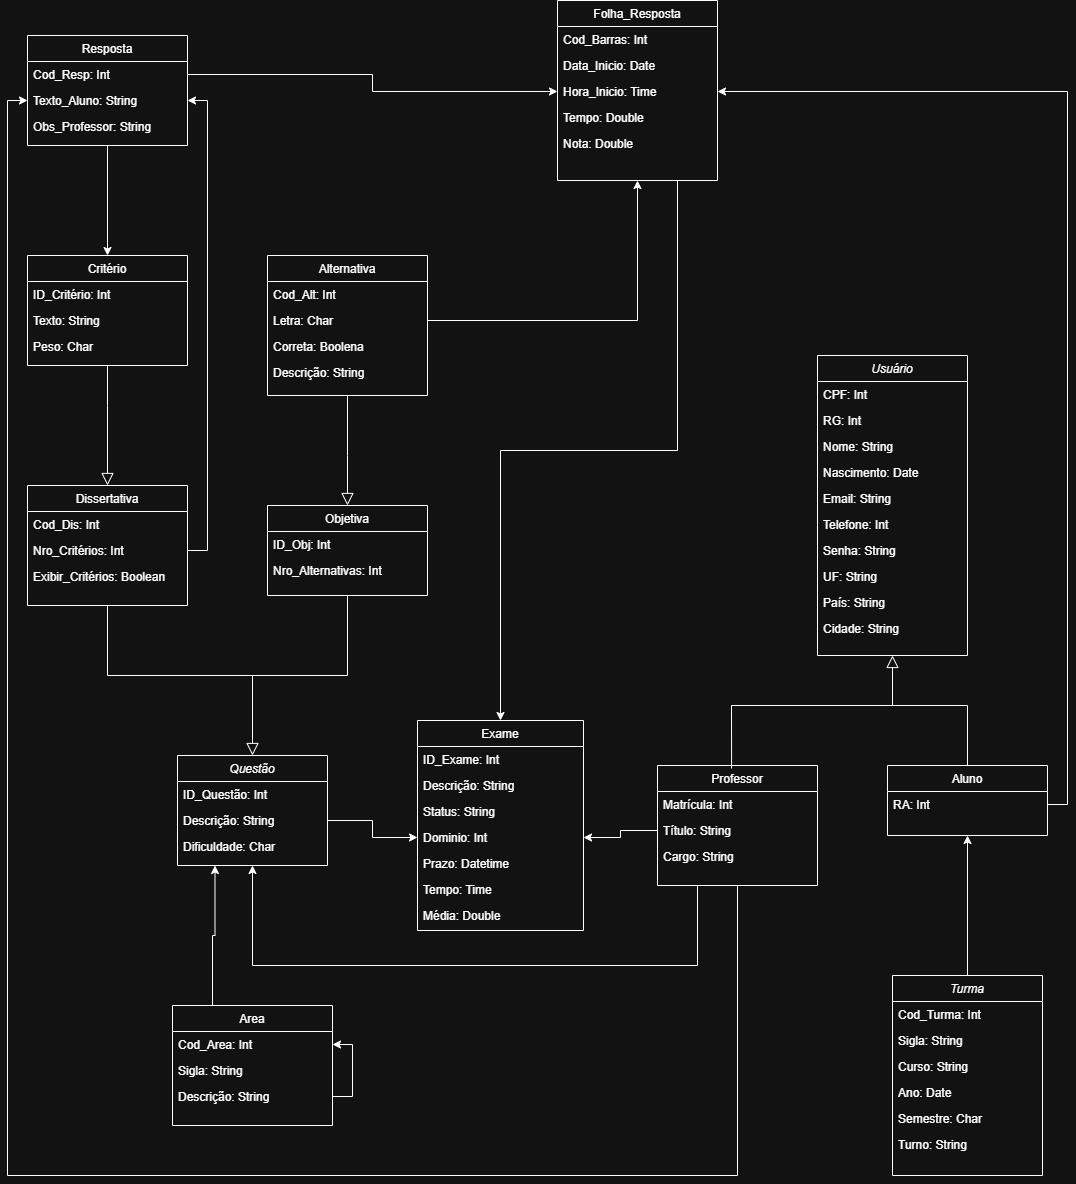 Folha_Resposta
Cod_Barras: Int
Data_Inicio: Date
Hora_Inicio: Time
Tempo: Double
Nota: Double
Resposta
Cod_Resp: Int
Texto_Aluno: String
Obs_Professor: String
Critério
ID_Critério: Int
Texto: String
Peso: Char
Alternativa
Cod_Alt: Int
Letra: Char
Correta: Boolena
Descrição: String
Usuário
CPF: Int
RG: Int
Nome: String
Nascimento: Date
Email: String
Telefone: Int
Senha: String
UF: String
País: String
Cidade: String
Dissertativa
Cod_Dis: Int
Nro_Critérios: Int
Exibir_Critérios: Boolean
Objetiva
ID_Obj: Int
Nro_Alternativas: Int
Questão
ID_Questão: Int
Descrição: String
Dificuldade: Char
Exame
ID_Exame: Int
Descrição: String
Status: String
Dominio: Int
Prazo: Datetime
Tempo: Time
Média: Double
Professor
Matrícula: Int
Título: String
Cargo: String
Aluno
RA: Int
Area
Cod_Area: Int
Sigla: String
Descrição: String
Turma
Cod_Turma: Int
Sigla: String
Curso: String
Ano: Date
Semestre: Char
Turno: String